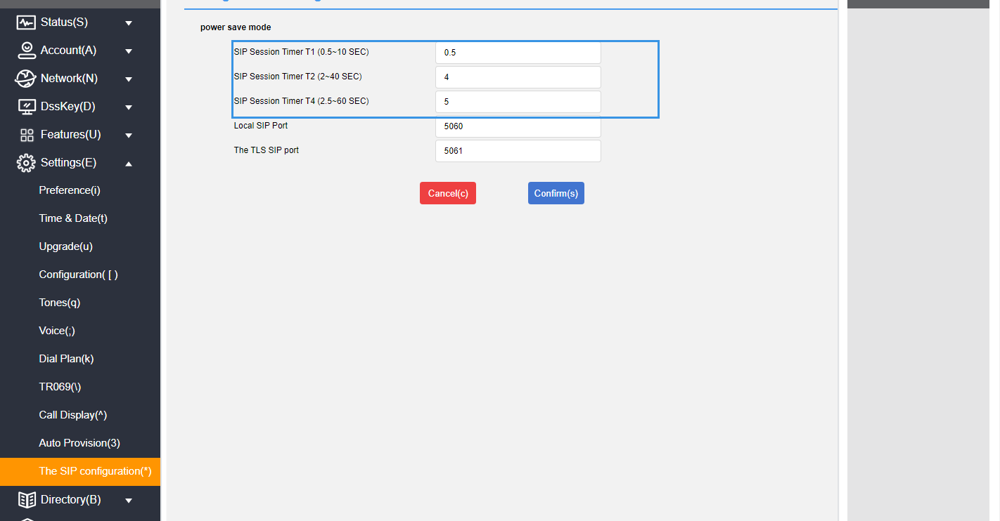 Status(S)
Account(A)
Network(N)
DssKey(D)
Features(U)
Settings(E)
Preference(i)
Time & Date(t)
Upgrade(u)
Configuration( [ )
Tones(q)
Voice(;)
Dial Plan(k)
TR069(\)
Call Display(^)
Auto Provision(3)
The SIP configuration(*)
Directory(B)
power save mode
SIP Session Timer T1 (0.5~10 SEC) 0.5
SIP Session Timer T2 (2~40 SEC) 4
SIP Session Timer T4 (2.5~60 SEC) 5
Local SIP Port 5060
The TLS SIP port 5061
Cancel(c) Confirm(s)